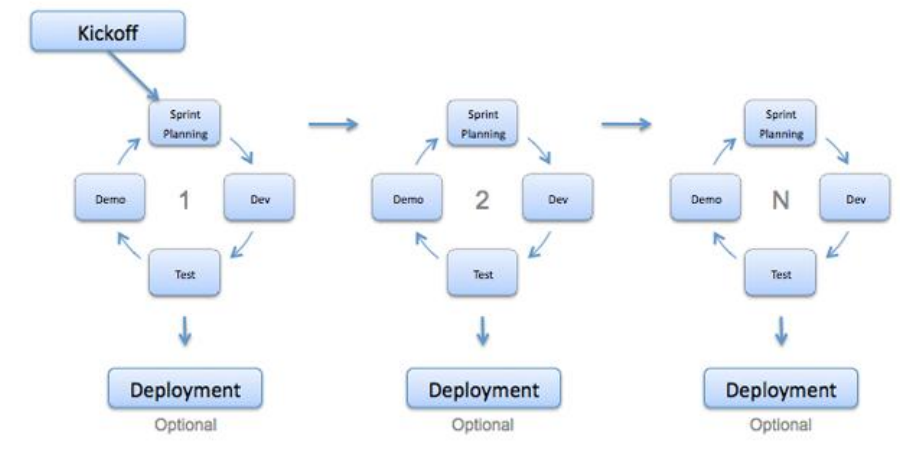 Kickoff
Sprint
Planning
Sprint
Planning
Sprint
Planning
Demo
1
Dev
Demo
2
Dev
Demo
N
Dev
Test
Test
Test
Deployment
Deployment
Deployment
Optional
Optional
Optional